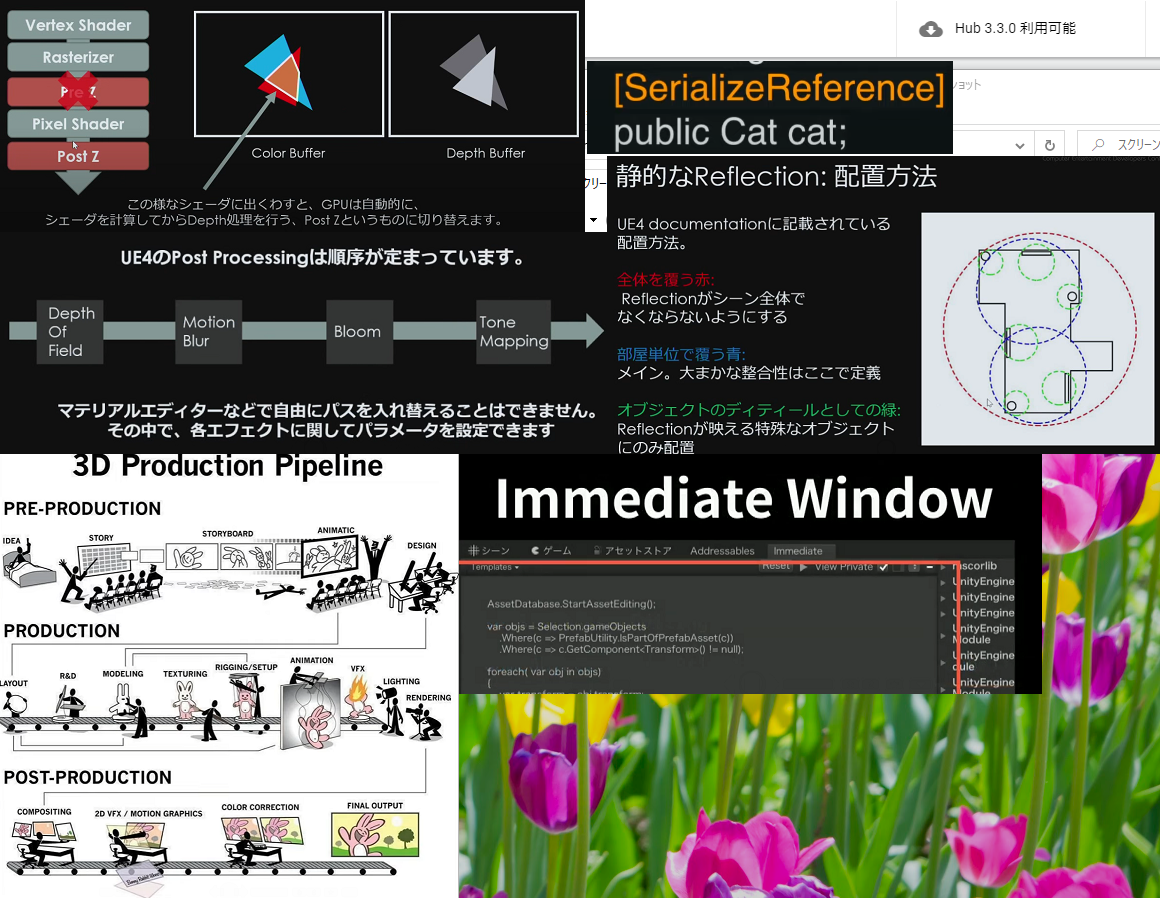 Vertex Shader
Rasterizer
Pre Z
Pixel Shader
Post Z
Color Buffer
Depth Buffer
この様なシェーダに出くわすと、GPUは自動的に、
シェーダを計算してからDepth処理を行う、Post Zというものに切り替えます。
Hub 3.3.0 利用可能
ショット
スクリーン
[SerializeReference]
public Cat cat;
クリー
静的なReflection: 配置方法
UE4 documentationに記載されている
配置方法。
全体を覆う赤:
Reflectionがシーン全体で
なくならないようにする
部屋単位で覆う青:
メイン。大まかな整合性はここで定義
オブジェクトのディティールとしての緑:
Reflectionが映える特殊なオブジェクト
にのみ配置
UE4のPost Processingは順序が定まっています。
Depth
Of
Field
Motion
Blur
Bloom
Tone
Mapping
マテリアルエディターなどで自由にパスを入れ替えることはできません。
その中で、各エフェクトに関してパラメータを設定できます
3D Production Pipeline
PRE-PRODUCTION
IDEA
STORY
STORYBOARD
ANIMATIC
DESIGN
PRODUCTION
LAYOUT
R&D
MODELING
TEXTURING
RIGGING/SETUP
ANIMATION
VFX
LIGHTING
RENDERING
POST-PRODUCTION
COMPOSITING
2D VFX / MOTION GRAPHICS
COLOR CORRECTION
FINAL OUTPUT
Immediate Window
シーン
ゲーム
アセットストア
Addressables
Immediate
Templates
Reset
View Private
AssetDatabase.StartAssetEditing();
var objs = Selection.gameObjects
.Where(c => PrefabUtility.IsPartOfPrefabAsset(c))
.Where(c => c.GetComponent<Transform>() != null);
foreach( var obj in objs)
{
var transform = obj.transform;
mscorlib
UnityEngine
UnityEngine
UnityEngine
UnityEngine
Module
UnityEngine
dule
UnityEngine
Module